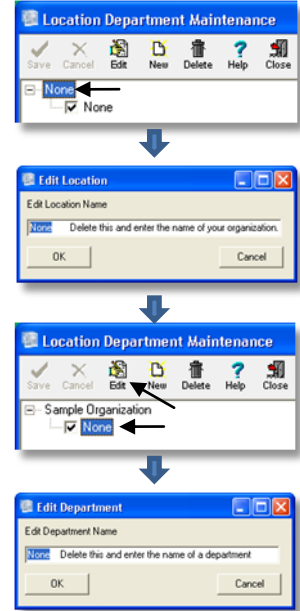 Location Department Maintenance
Save Cancel Edit New Delete Help Close
None
None
Edit Location
Edit Location Name
None Delete this and enter the name of your organization.
OK Cancel
Location Department Maintenance
Save Cancel Edit New Delete Help Close
Sample Organization
None
Edit Department
Edit Department Name
None Delete this and enter the name of a department
OK Cancel